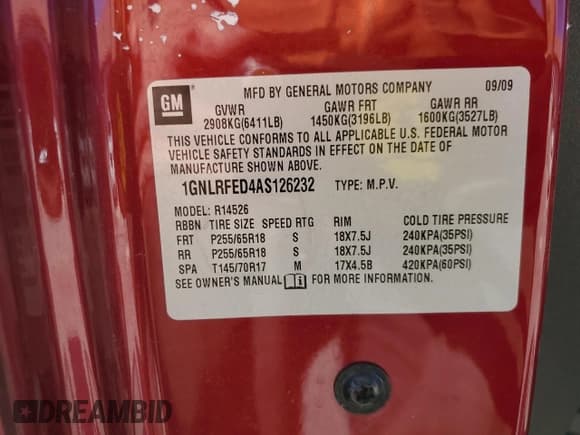 GM
MFD BY GENERAL MOTORS COMPANY 09/09
GVWR GAWR FRT GAWR RR
2908KG(6411LB) 1450KG(3196LB) 1600KG(3527LB)
THIS VEHICLE CONFORMS TO ALL APPLICABLE U.S. FEDERAL MOTOR
VEHICLE SAFETY STANDARDS IN EFFECT ON THE DATE OF
MANUFACTURE SHOWN ABOVE.
1GNLRFED4AS126232 TYPE: M.P.V.
MODEL: R14526
RBBN TIRE SIZE SPEED RTG RIM COLD TIRE PRESSURE
FRT P255/65R18 S 18X7.5J 240KPA(35PSI)
RR P255/65R18 S 18X7.5J 240KPA(35PSI)
SPA T145/70R17 M 17X4.5B 420KPA(60PSI)
SEE OWNER'S MANUAL FOR MORE INFORMATION
DREAMBID